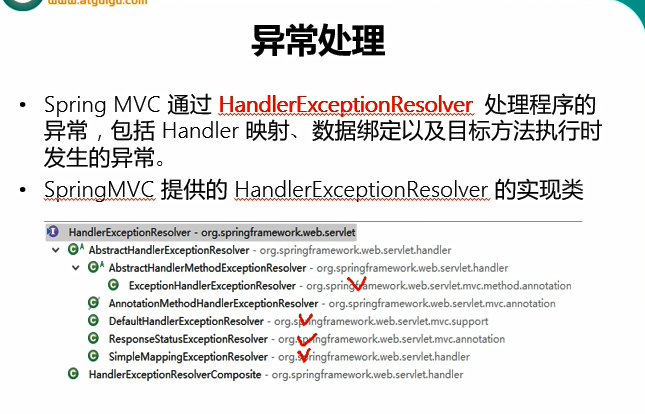 www.atguigu.com
异常处理
• Spring MVC 通过 HandlerExceptionResolver 处理程序的
异常，包括 Handler 映射、数据绑定以及目标方法执行时
发生的异常。
• SpringMVC 提供的 HandlerExceptionResolver 的实现类
HandlerExceptionResolver - org.springframework.web.servlet
AbstractHandlerExceptionResolver - org.springframework.web.servlet.handler
AbstractHandlerMethodExceptionResolver - org.springframework.web.servlet.handler
ExceptionHandlerExceptionResolver - org.springframework.web.servlet.mvc.method.annotation
AnnotationMethodHandlerExceptionResolver - org.springframework.web.servlet.mvc.annotation
DefaultHandlerExceptionResolver - org.springframework.web.servlet.mvc.support
ResponseStatusExceptionResolver - org.springframework.web.servlet.mvc.annotation
SimpleMappingExceptionResolver - org.springframework.web.servlet.handler
HandlerExceptionResolverComposite - org.springframework.web.servlet.handler